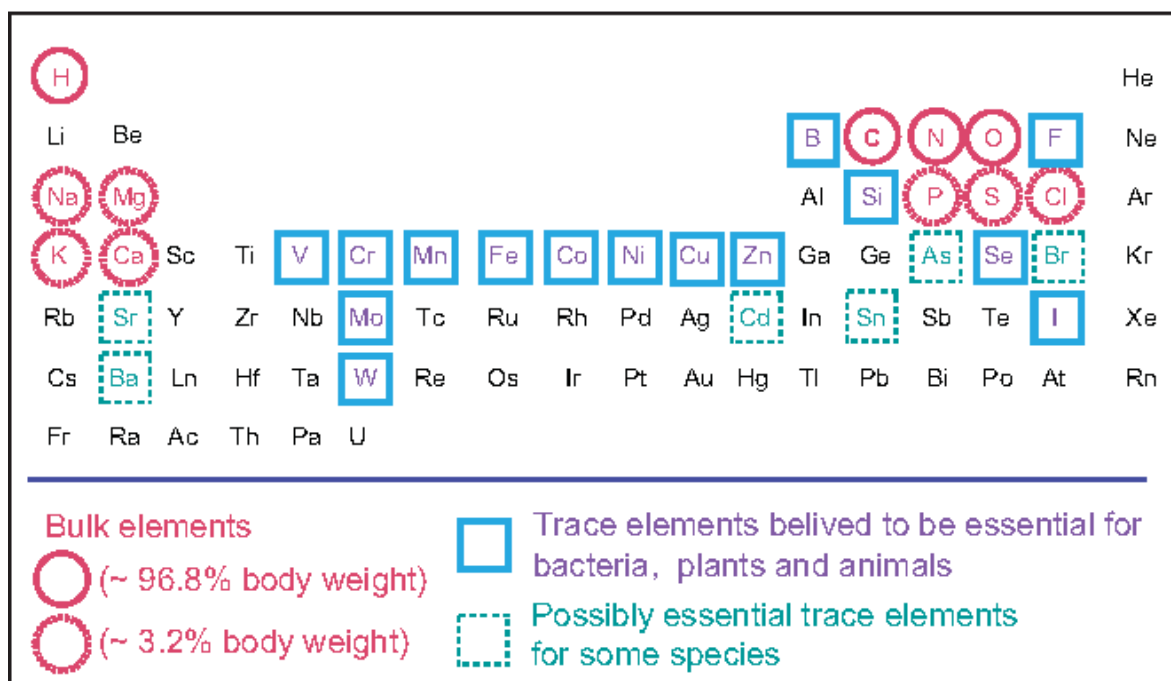 H He
Li Be B C N O F Ne
Na Mg Al Si P S Cl Ar
K Ca Sc Ti V Cr Mn Fe Co Ni Cu Zn Ga Ge As Se Br Kr
Rb Sr Y Zr Nb Mo Tc Ru Rh Pd Ag Cd In Sn Sb Te I Xe
Cs Ba Ln Hf Ta W Re Os Ir Pt Au Hg Tl Pb Bi Po At Rn
Fr Ra Ac Th Pa U
Bulk elements
(~ 96.8% body weight)
(~ 3.2% body weight)
Trace elements belived to be essential for
bacteria, plants and animals
Possibly essential trace elements
for some species